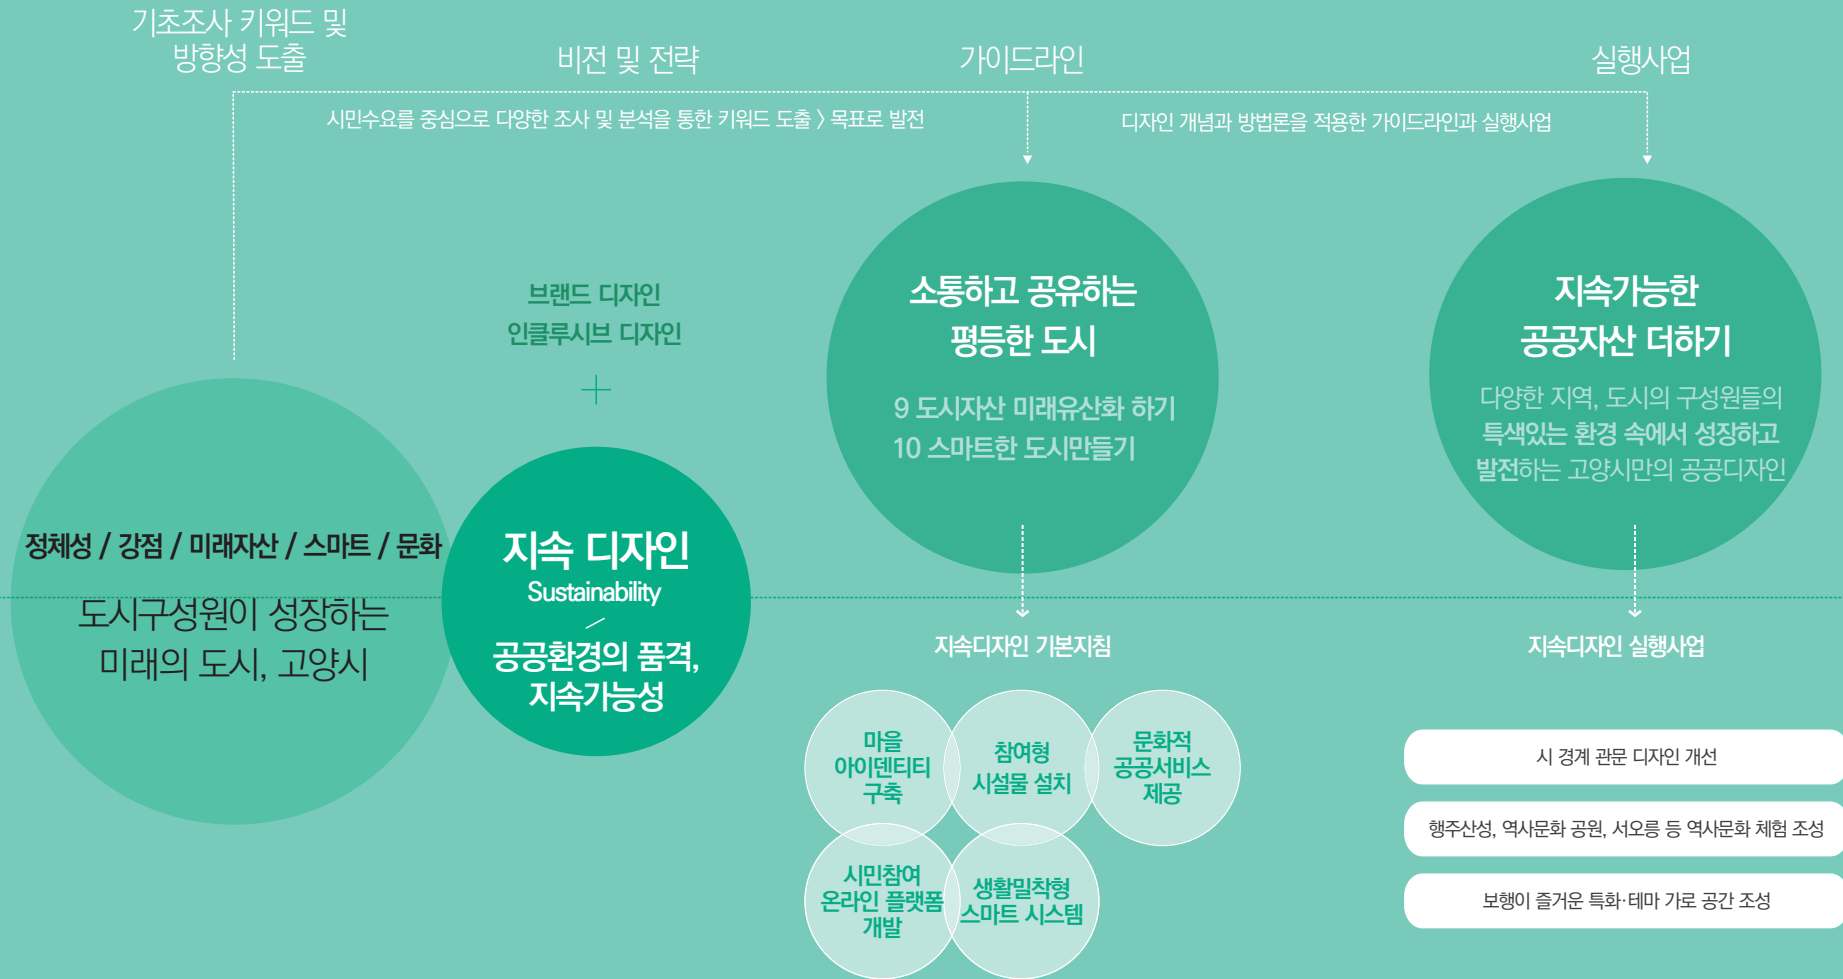 기초조사 키워드 및
방향성 도출
비전 및 전략
가이드라인
실행사업
시민수요를 중심으로 다양한 조사 및 분석을 통한 키워드 도출 〉 목표로 발전
디자인 개념과 방법론을 적용한 가이드라인과 실행사업
정체성 / 강점 / 미래자산 / 스마트 / 문화
도시구성원이 성장하는
미래의 도시, 고양시
브랜드 디자인
인클루시브 디자인
+
지속 디자인
Sustainability
/
공공환경의 품격,
지속가능성
소통하고 공유하는
평등한 도시
9 도시자산 미래유산화 하기
10 스마트한 도시만들기
지속디자인 기본지침
마을
아이덴티티
구축
참여형
시설물 설치
문화적
공공서비스
제공
시민참여
온라인 플랫폼
개발
생활밀착형
스마트 시스템
지속가능한
공공자산 더하기
다양한 지역, 도시의 구성원들의
특색있는 환경 속에서 성장하고
발전하는 고양시만의 공공디자인
지속디자인 실행사업
시 경계 관문 디자인 개선
행주산성, 역사문화 공원, 서오릉 등 역사문화 체험 조성
보행이 즐거운 특화·테마 가로 공간 조성